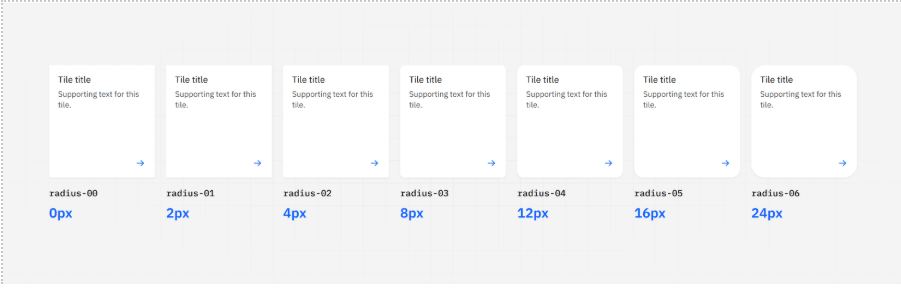 Tile title
Supporting text for this
tile.
→
radius-00
0px
Tile title
Supporting text for this
tile.
→
radius-01
2px
Tile title
Supporting text for this
tile.
→
radius-02
4px
Tile title
Supporting text for this
tile.
→
radius-03
8px
Tile title
Supporting text for this
tile.
→
radius-04
12px
Tile title
Supporting text for this
tile.
→
radius-05
16px
Tile title
Supporting text for this
tile.
→
radius-06
24px